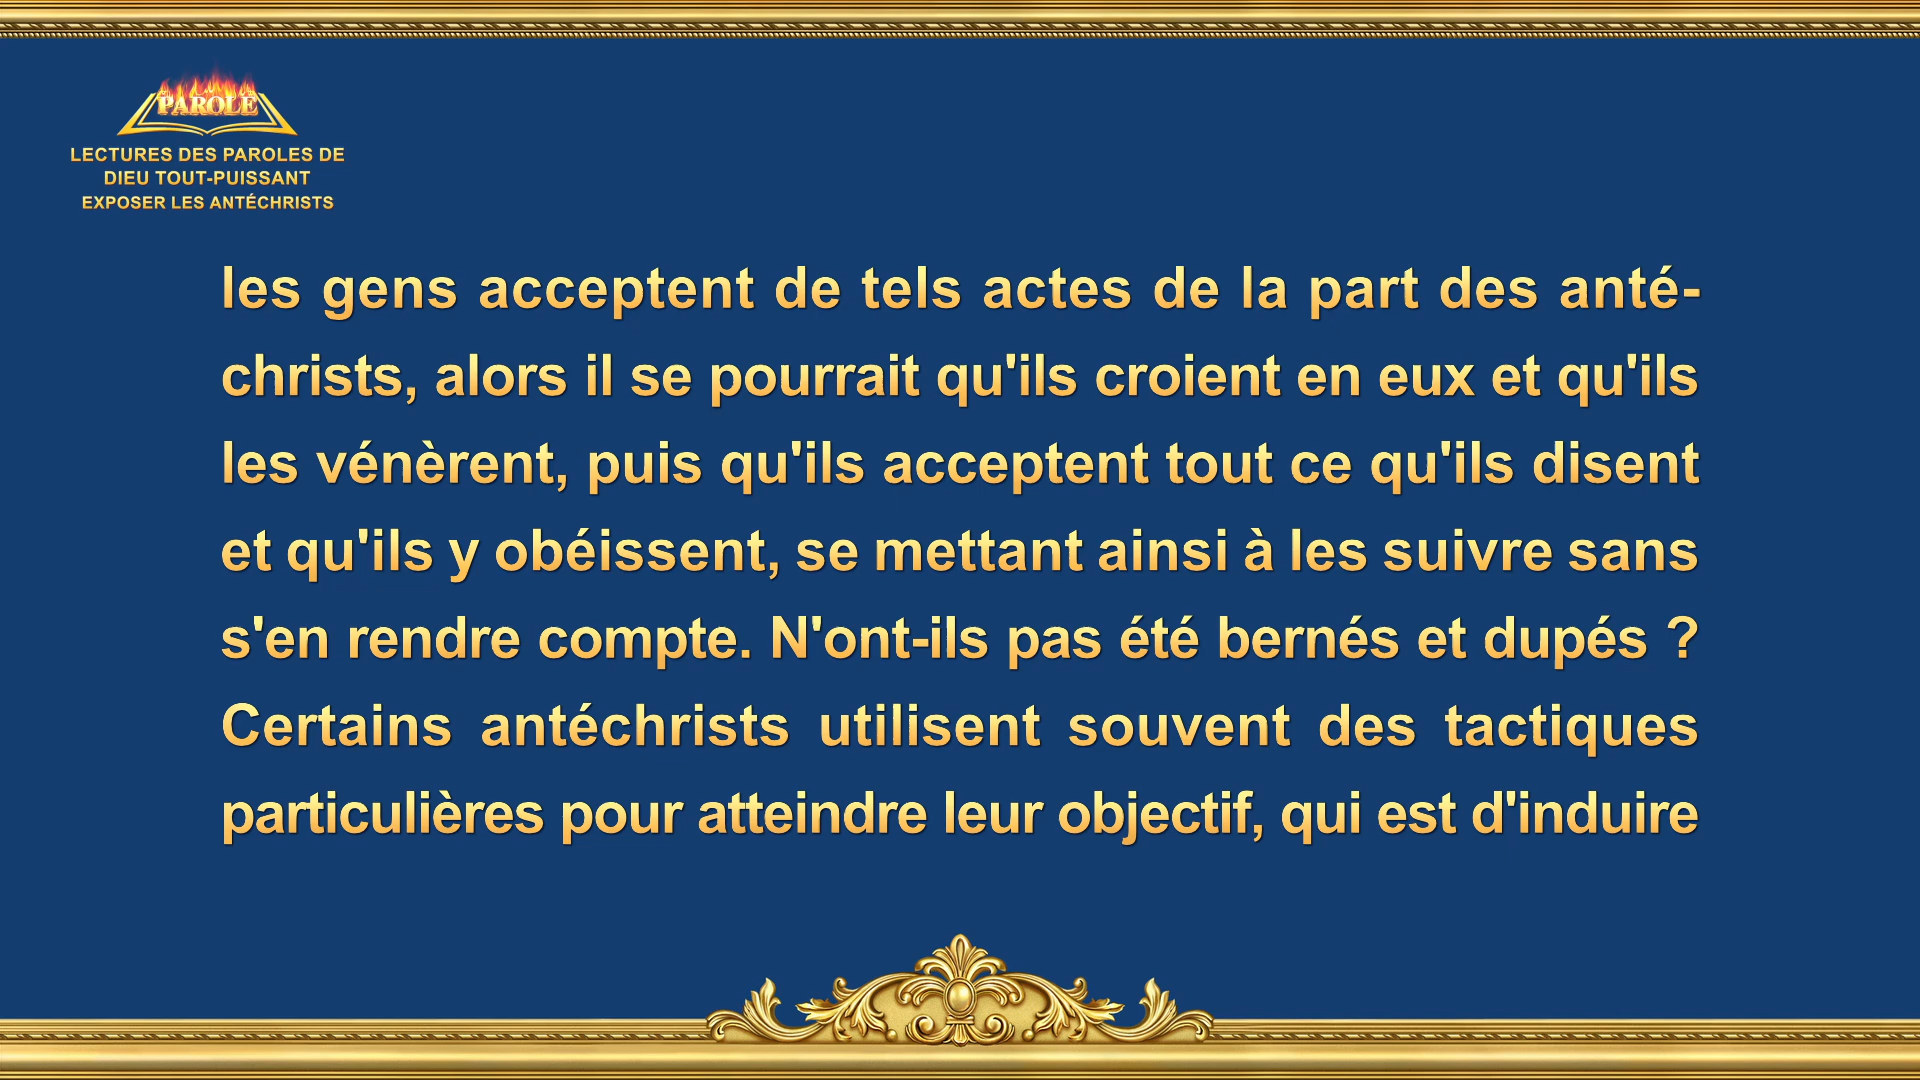 PAROLE
LECTURES DES PAROLES DE
DIEU TOUT-PUISSANT
EXPOSER LES ANTÉCHRISTS
les gens acceptent de tels actes de la part des anté-
christs, alors il se pourrait qu'ils croient en eux et qu'ils
les vénèrent, puis qu'ils acceptent tout ce qu'ils disent
et qu'ils y obéissent, se mettant ainsi à les suivre sans
s'en rendre compte. N'ont-ils pas été bernés et dupés ?
Certains antéchrists utilisent souvent des tactiques
particulières pour atteindre leur objectif, qui est d'induire